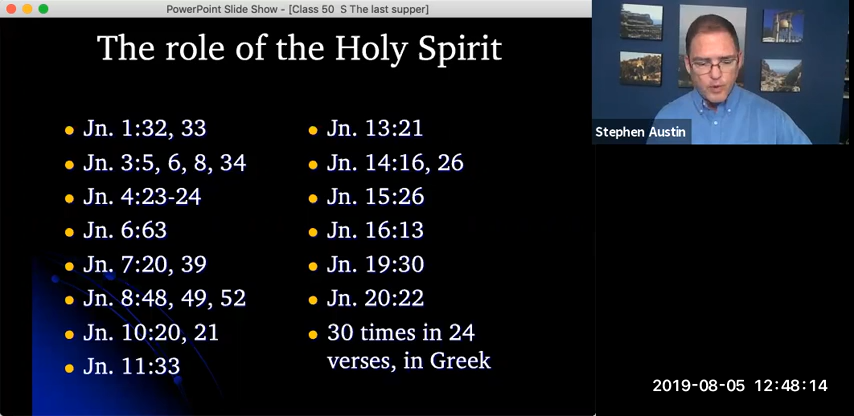 PowerPoint Slide Show - [Class 50  S The last supper]
The role of the Holy Spirit
Jn. 1:32, 33
Jn. 3:5, 6, 8, 34
Jn. 4:23-24
Jn. 6:63
Jn. 7:20, 39
Jn. 8:48, 49, 52
Jn. 10:20, 21
Jn. 11:33
Jn. 13:21
Jn. 14:16, 26
Jn. 15:26
Jn. 16:13
Jn. 19:30
Jn. 20:22
30 times in 24
verses, in Greek
Stephen Austin
2019-08-05 12:48:14